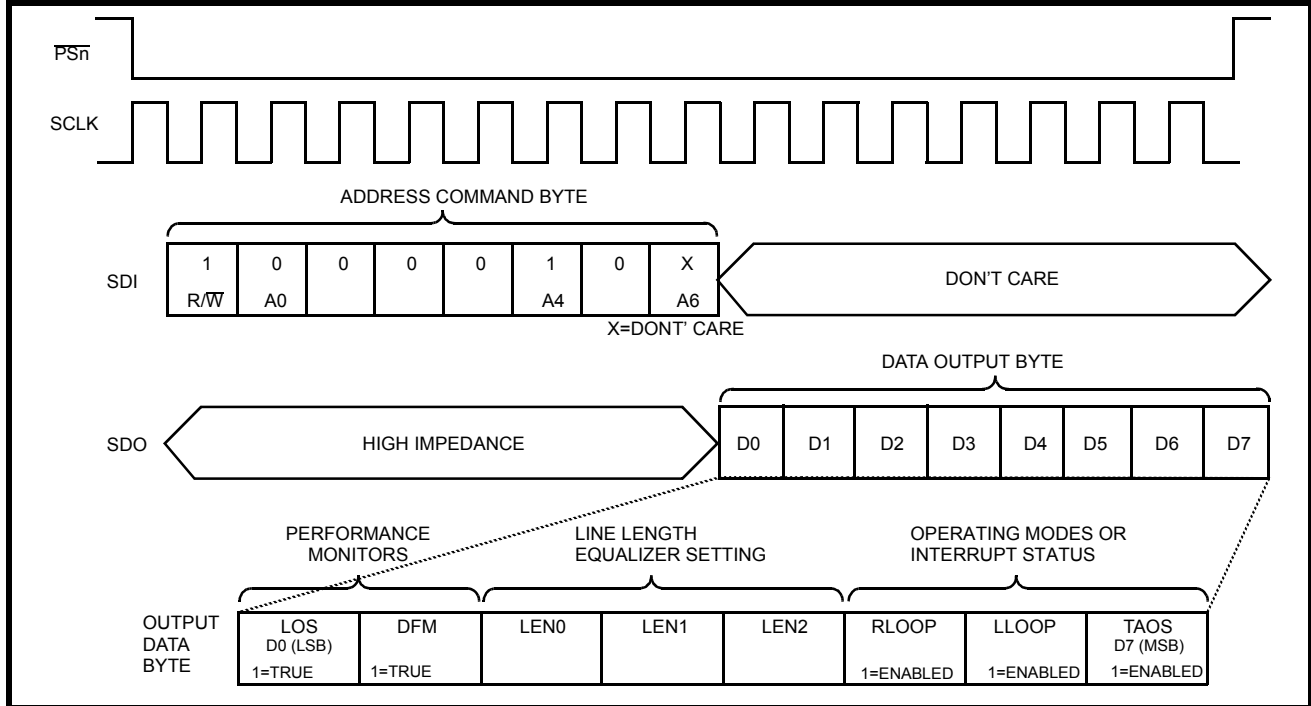 PSn
SCLK
ADDRESS COMMAND BYTE
SDI
1 0 0 0 0 1 0 X
R/W A0 A4 A6
DON'T CARE
X=DONT' CARE
DATA OUTPUT BYTE
SDO
HIGH IMPEDANCE
D0 D1 D2 D3 D4 D5 D6 D7
PERFORMANCE
MONITORS
LINE LENGTH
EQUALIZER SETTING
OPERATING MODES OR
INTERRUPT STATUS
OUTPUT
DATA
BYTE
LOS
D0 (LSB)
1=TRUE
DFM
1=TRUE
LEN0
LEN1
LEN2
RLOOP
1=ENABLED
LLOOP
1=ENABLED
TAOS
D7 (MSB)
1=ENABLED